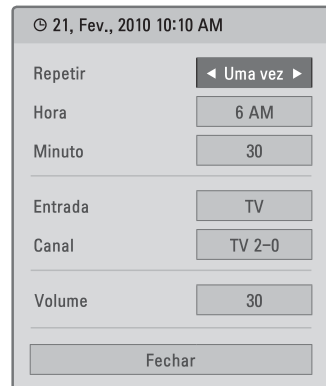 21, Fev., 2010 10:10 AM
Repetir ◄ Uma vez ►
Hora 6 AM
Minuto 30
Entrada TV
Canal TV 2-0
Volume 30
Fechar